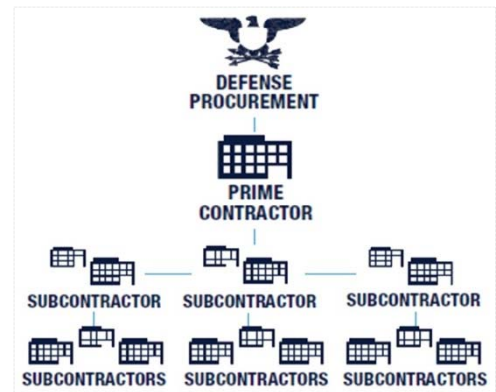 DEFENSE
PROCUREMENT
PRIME
CONTRACTOR
SUBCONTRACTOR SUBCONTRACTOR SUBCONTRACTOR
SUBCONTRACTORS SUBCONTRACTORS SUBCONTRACTORS